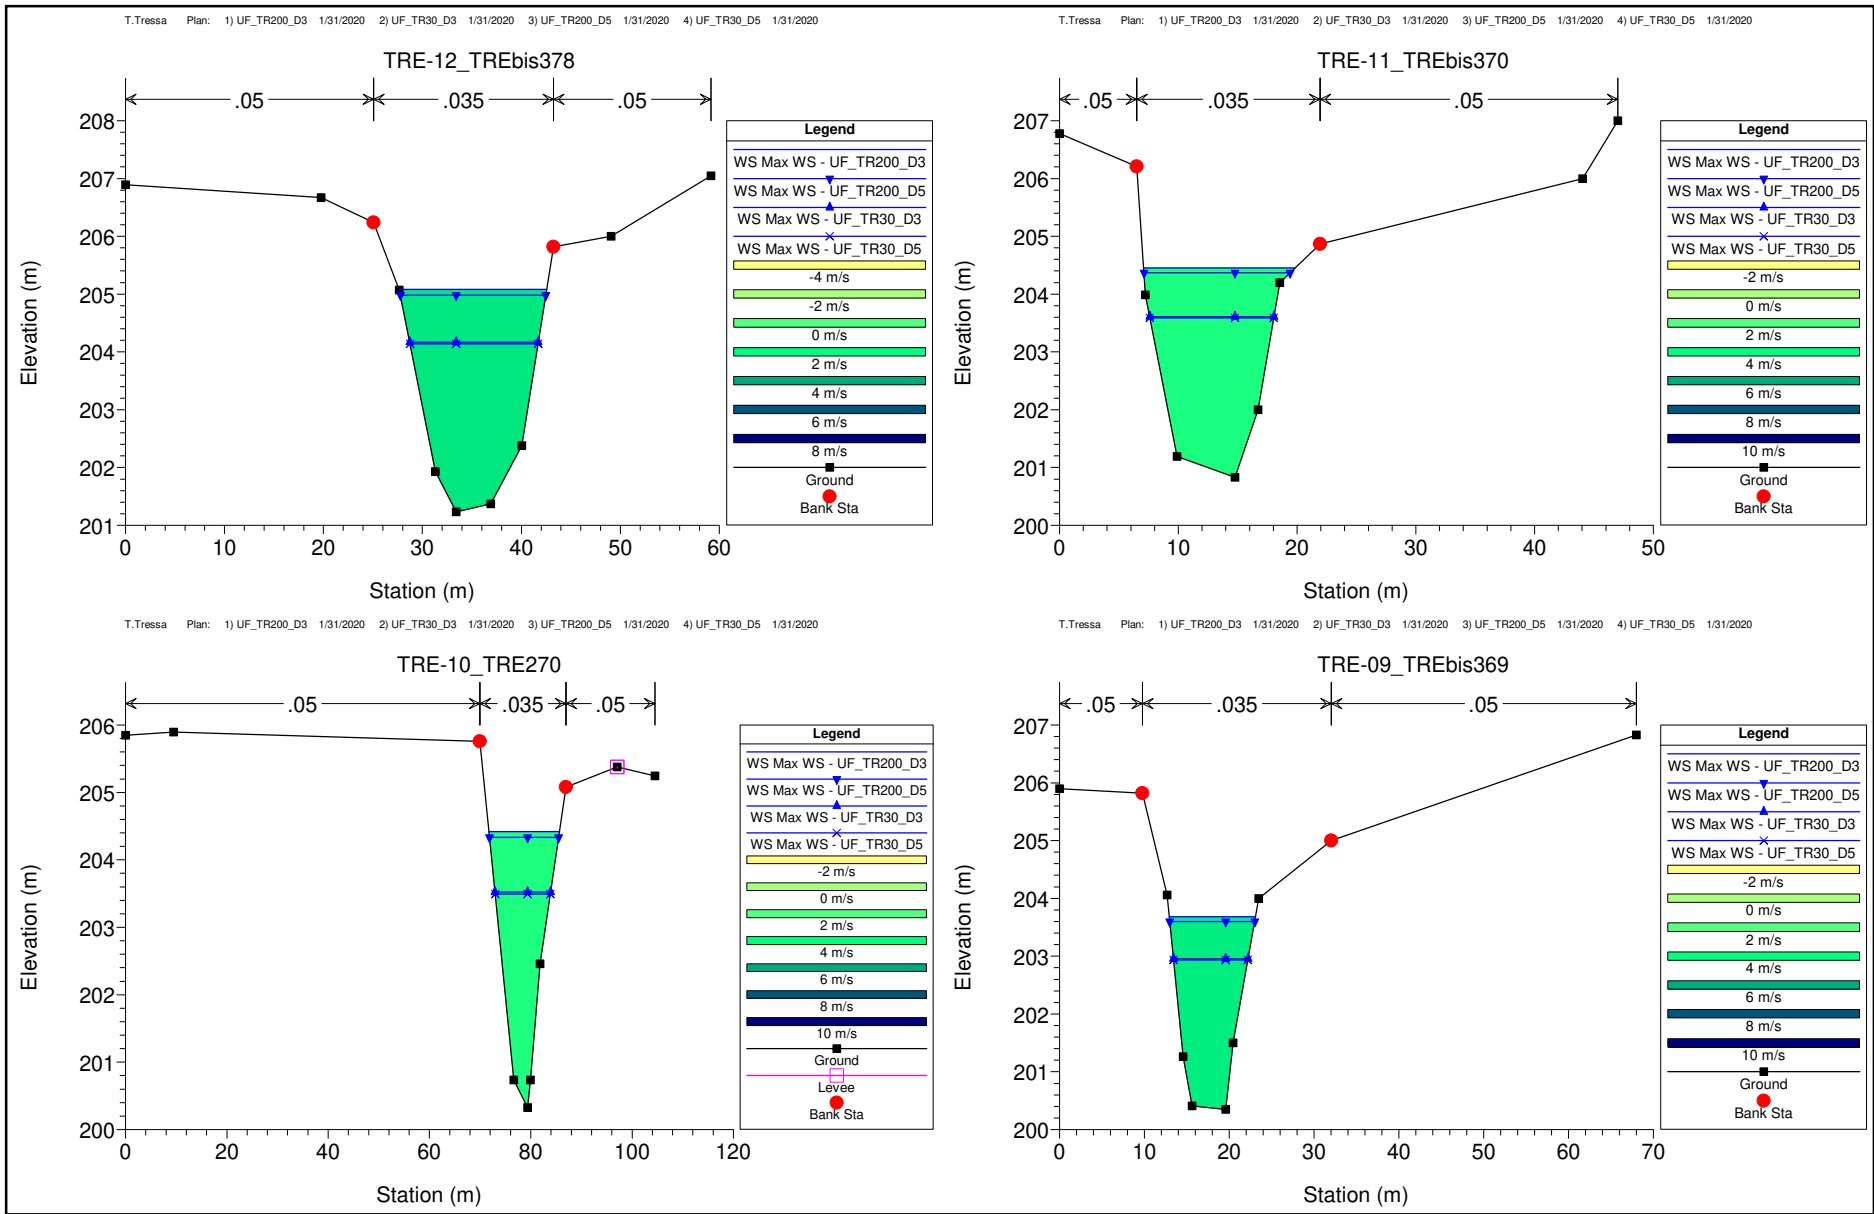 T.Tressa Plan: 1) UF_TR200_D3 1/31/2020 2) UF_TR30_D3 1/31/2020 3) UF_TR200_D5 1/31/2020 4) UF_TR30_D5 1/31/2020
TRE-12_TREbis378
.05 .035 .05
208
207
206
205
204
203
202
201
0 10 20 30 40 50 60
Elevation (m)
Station (m)
Legend
WS Max WS - UF_TR200_D3
WS Max WS - UF_TR200_D5
WS Max WS - UF_TR30_D3
WS Max WS - UF_TR30_D5
-4 m/s
-2 m/s
0 m/s
2 m/s
4 m/s
6 m/s
8 m/s
Ground
Bank Sta
T.Tressa Plan: 1) UF_TR200_D3 1/31/2020 2) UF_TR30_D3 1/31/2020 3) UF_TR200_D5 1/31/2020 4) UF_TR30_D5 1/31/2020
TRE-11_TREbis370
.05 .035 .05
207
206
205
204
203
202
201
200
0 10 20 30 40 50
Elevation (m)
Station (m)
Legend
WS Max WS - UF_TR200_D3
WS Max WS - UF_TR200_D5
WS Max WS - UF_TR30_D3
WS Max WS - UF_TR30_D5
-2 m/s
0 m/s
2 m/s
4 m/s
6 m/s
8 m/s
10 m/s
Ground
Bank Sta
T.Tressa Plan: 1) UF_TR200_D3 1/31/2020 2) UF_TR30_D3 1/31/2020 3) UF_TR200_D5 1/31/2020 4) UF_TR30_D5 1/31/2020
TRE-10_TRE270
.05 .035 .05
206
205
204
203
202
201
200
0 20 40 60 80 100 120
Elevation (m)
Station (m)
Legend
WS Max WS - UF_TR200_D3
WS Max WS - UF_TR200_D5
WS Max WS - UF_TR30_D3
WS Max WS - UF_TR30_D5
-2 m/s
0 m/s
2 m/s
4 m/s
6 m/s
8 m/s
10 m/s
Ground
Levee
Bank Sta
T.Tressa Plan: 1) UF_TR200_D3 1/31/2020 2) UF_TR30_D3 1/31/2020 3) UF_TR200_D5 1/31/2020 4) UF_TR30_D5 1/31/2020
TRE-09_TREbis369
.05 .035 .05
207
206
205
204
203
202
201
200
0 10 20 30 40 50 60 70
Elevation (m)
Station (m)
Legend
WS Max WS - UF_TR200_D3
WS Max WS - UF_TR200_D5
WS Max WS - UF_TR30_D3
WS Max WS - UF_TR30_D5
-2 m/s
0 m/s
2 m/s
4 m/s
6 m/s
8 m/s
10 m/s
Ground
Bank Sta